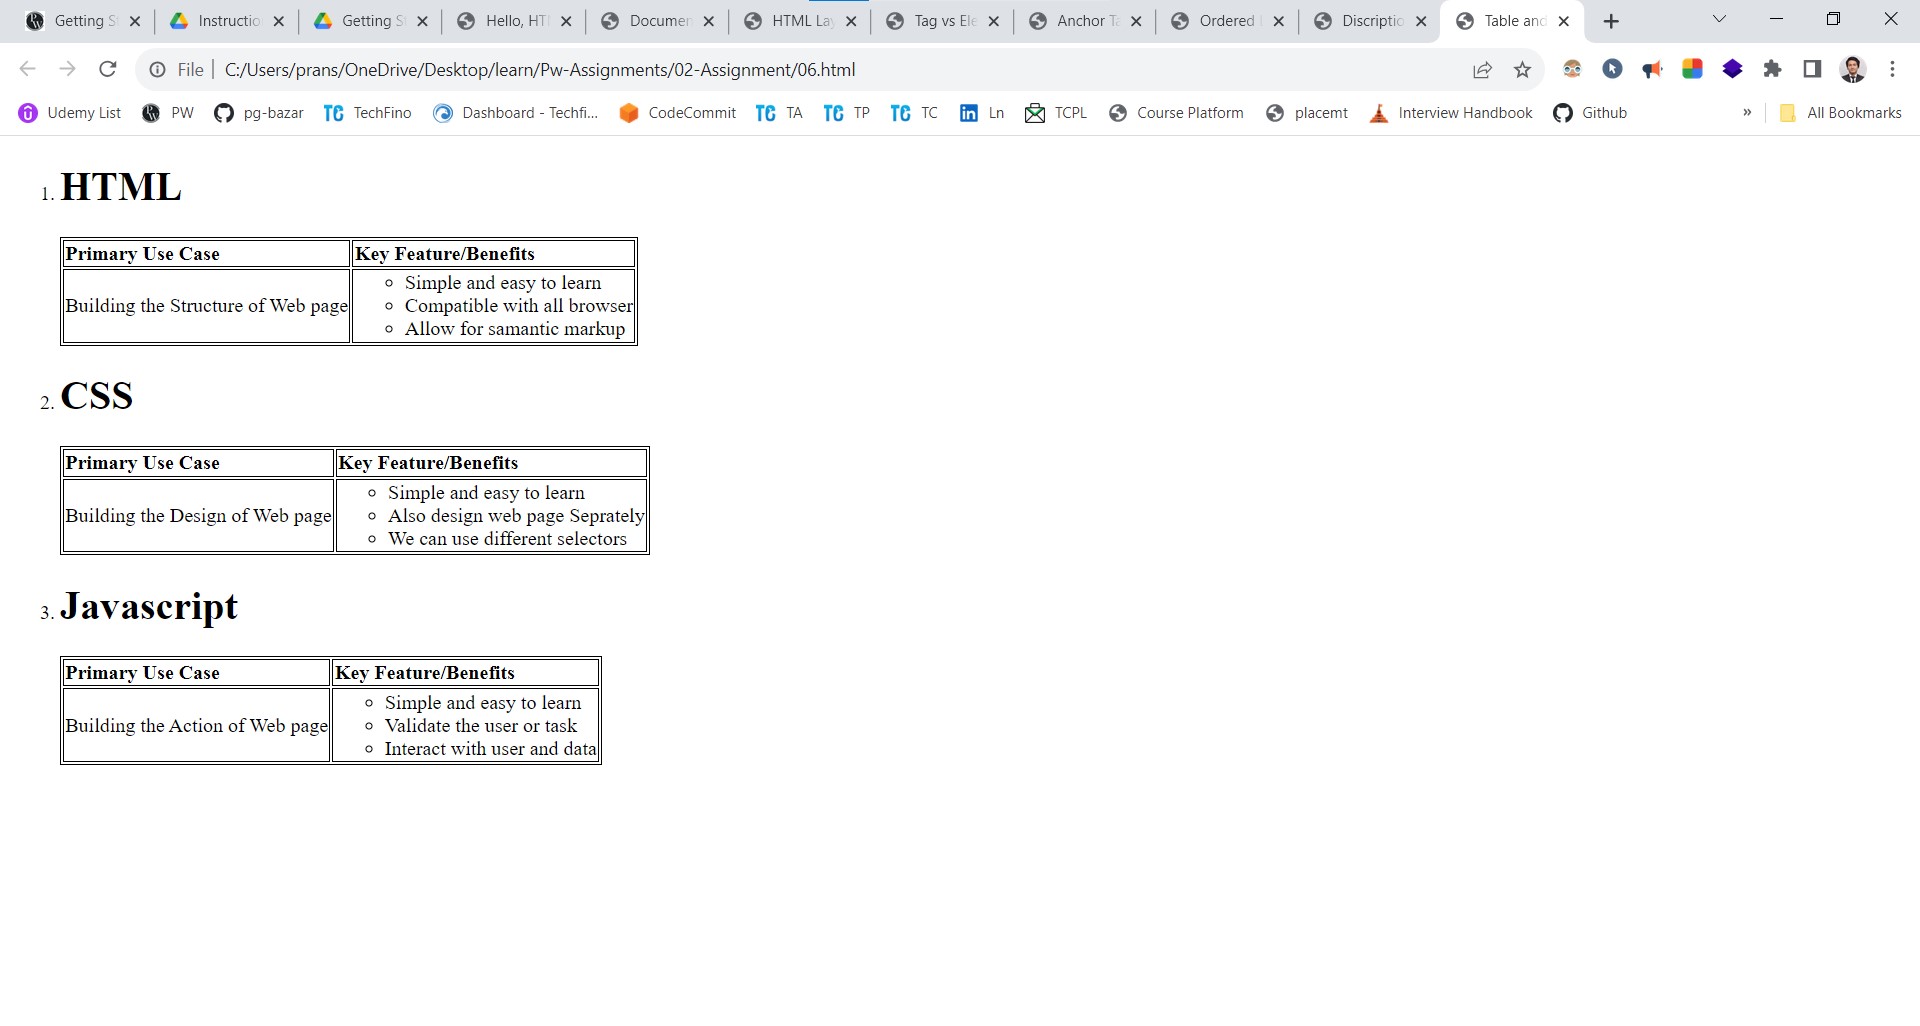 Getting S
Instructio
Getting S
Hello, HT
Documen
HTML Lay
Tag vs Ele
Anchor Ta
Ordered
Discriptio
Table and
File | C:/Users/prans/OneDrive/Desktop/learn/Pw-Assignments/02-Assignment/06.html
Udemy List PW pg-bazar TC TechFino Dashboard - Techfi... CodeCommit TC TA TC TP TC TC in Ln TCPL Course Platform placemt Interview Handbook Github » All Bookmarks
1. HTML
Primary Use Case Key Feature/Benefits
Building the Structure of Web page
Simple and easy to learn
Compatible with all browser
Allow for samantic markup
2. CSS
Primary Use Case Key Feature/Benefits
Building the Design of Web page
Simple and easy to learn
Also design web page Seprately
We can use different selectors
3. Javascript
Primary Use Case Key Feature/Benefits
Building the Action of Web page
Simple and easy to learn
Validate the user or task
Interact with user and data